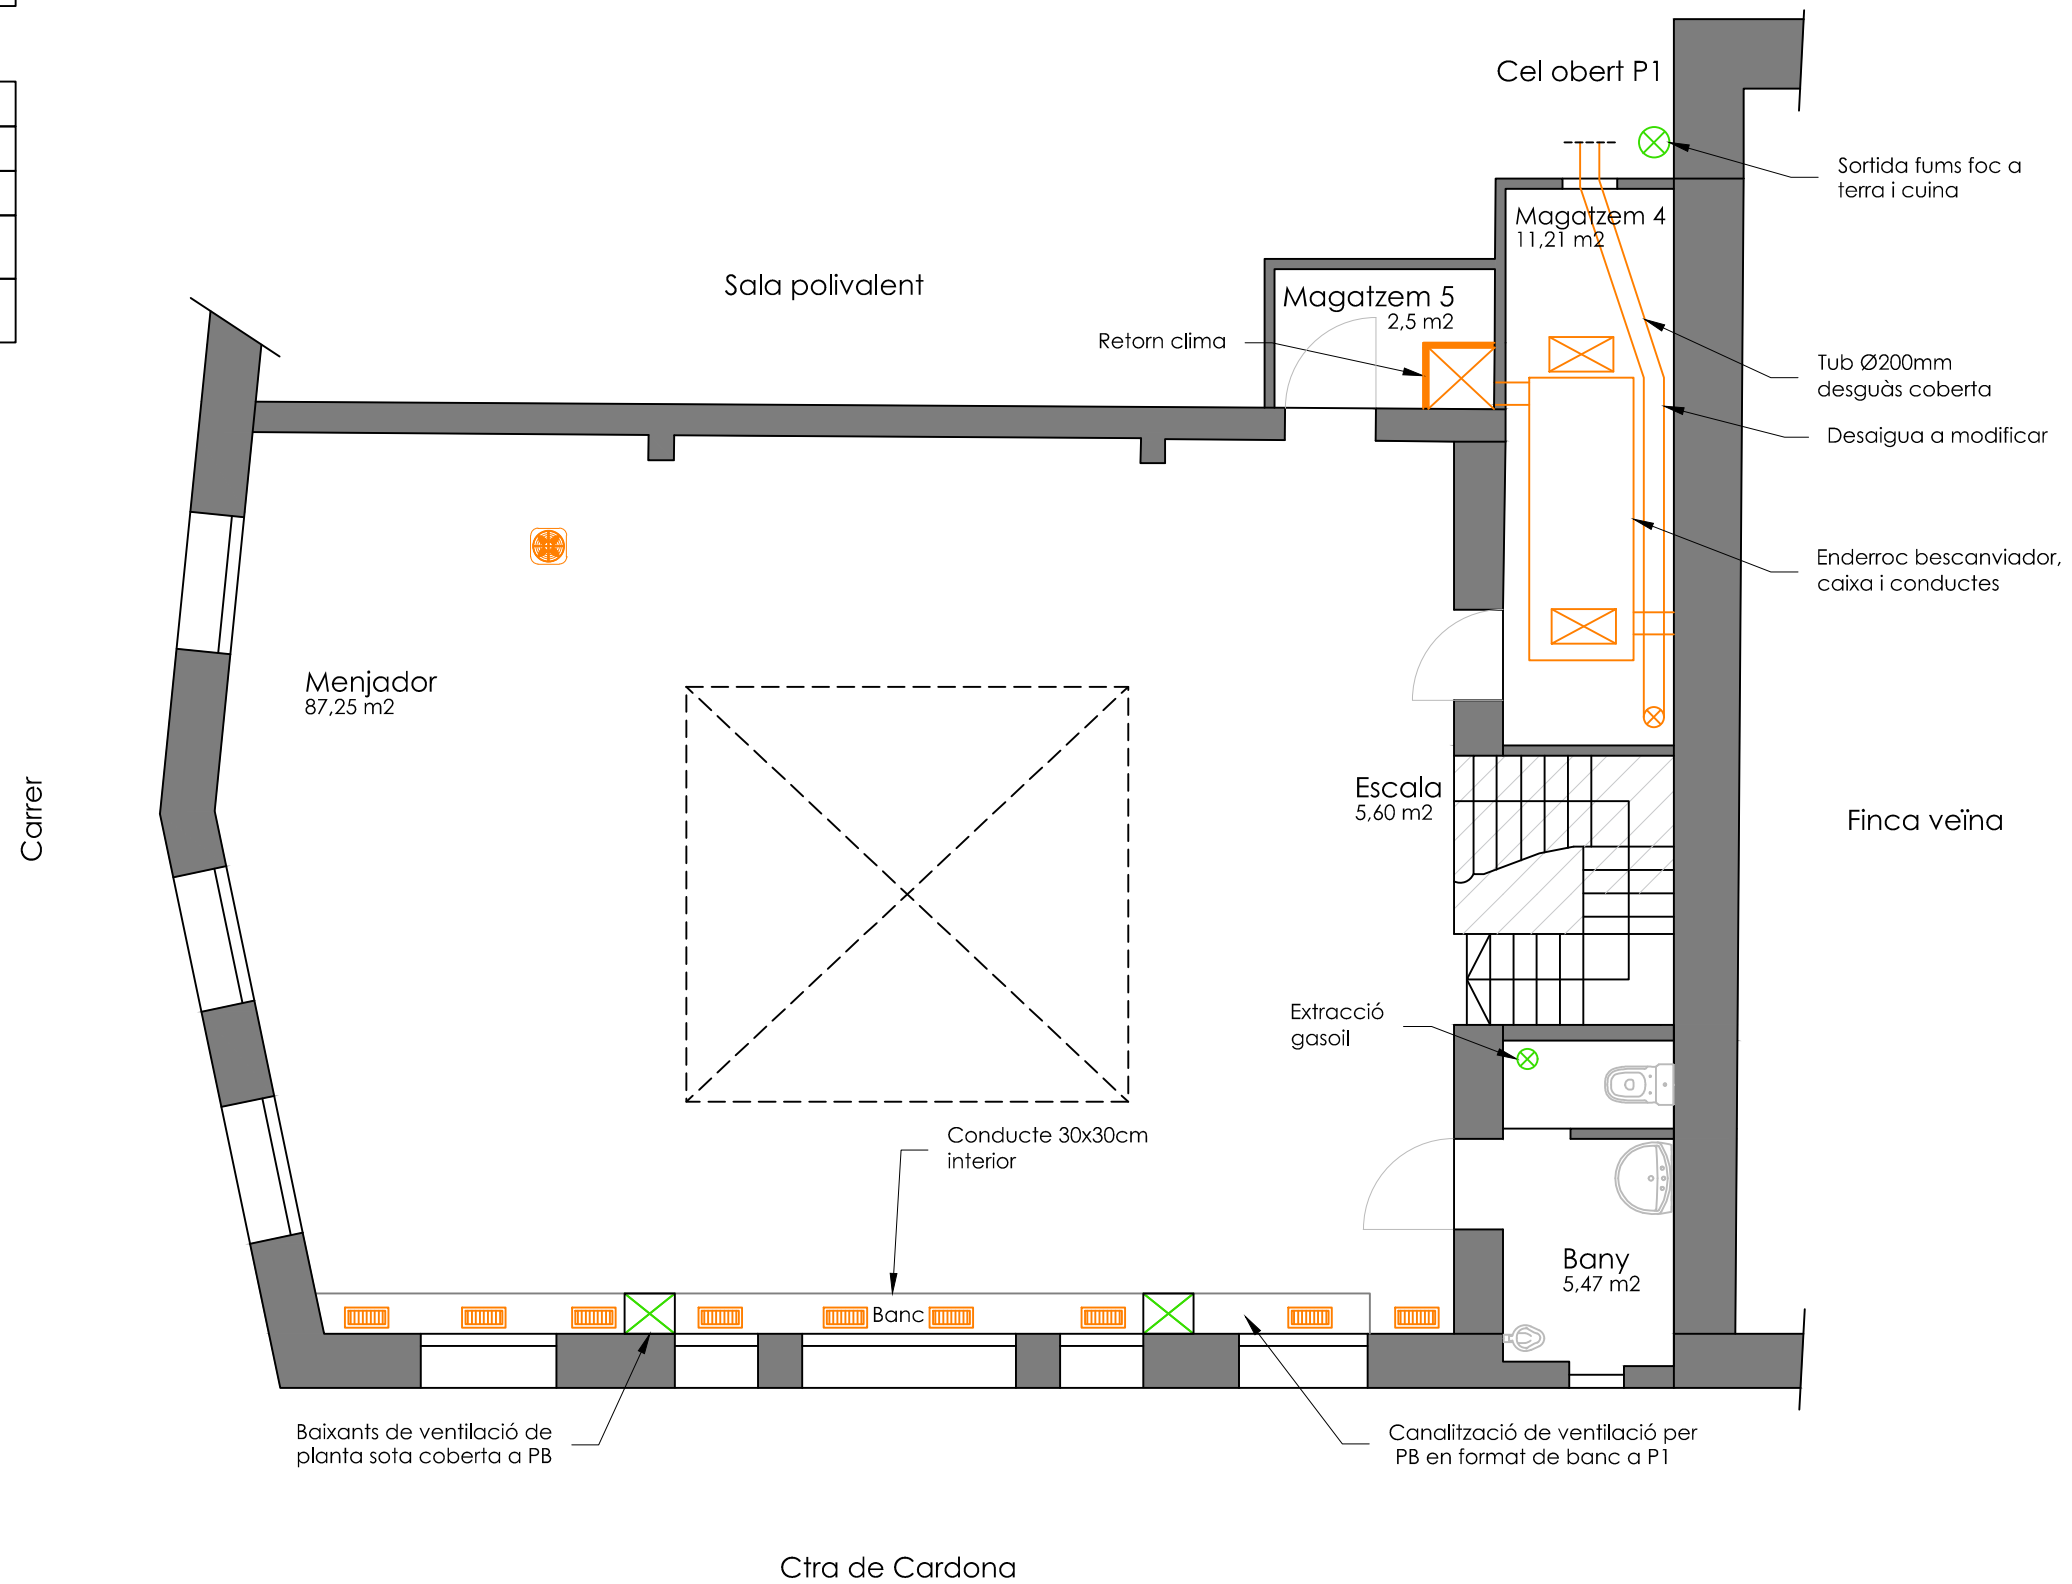 Cel obert P1
Sortida fums foc a
terra i cuina
Magatzem 4
11,21 m2
Sala polivalent
Magatzem 5
2,5 m2
Retorn clima
Tub Ø200mm
desguàs coberta
Desaigua a modificar
Enderroc bescanviador,
caixa i conductes
Menjador
87,25 m2
Carrer
Escala
5,60 m2
Finca veïna
Extracció
gasoil
Conducte 30x30cm
interior
Bany
5,47 m2
Banc
Baixants de ventilació de
planta sota coberta a PB
Canalització de ventilació per
PB en format de banc a P1
Ctra de Cardona